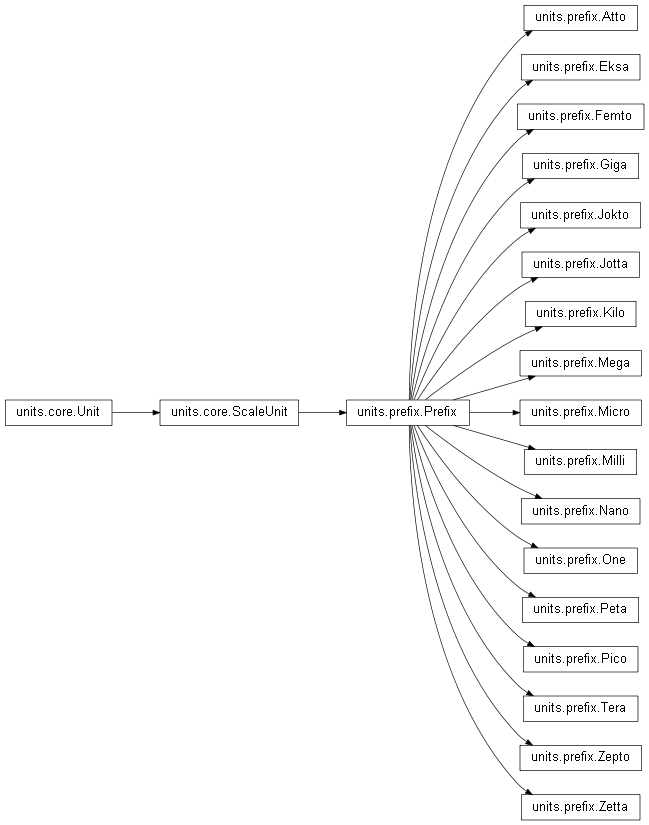 units.prefix.Atto
units.prefix.Eksa
units.prefix.Femto
units.prefix.Giga
units.prefix.Jokto
units.prefix.Jotta
units.prefix.Kilo
units.prefix.Mega
units.core.Unit
units.core.ScaleUnit
units.prefix.Prefix
units.prefix.Micro
units.prefix.Milli
units.prefix.Nano
units.prefix.One
units.prefix.Peta
units.prefix.Pico
units.prefix.Tera
units.prefix.Zepto
units.prefix.Zetta